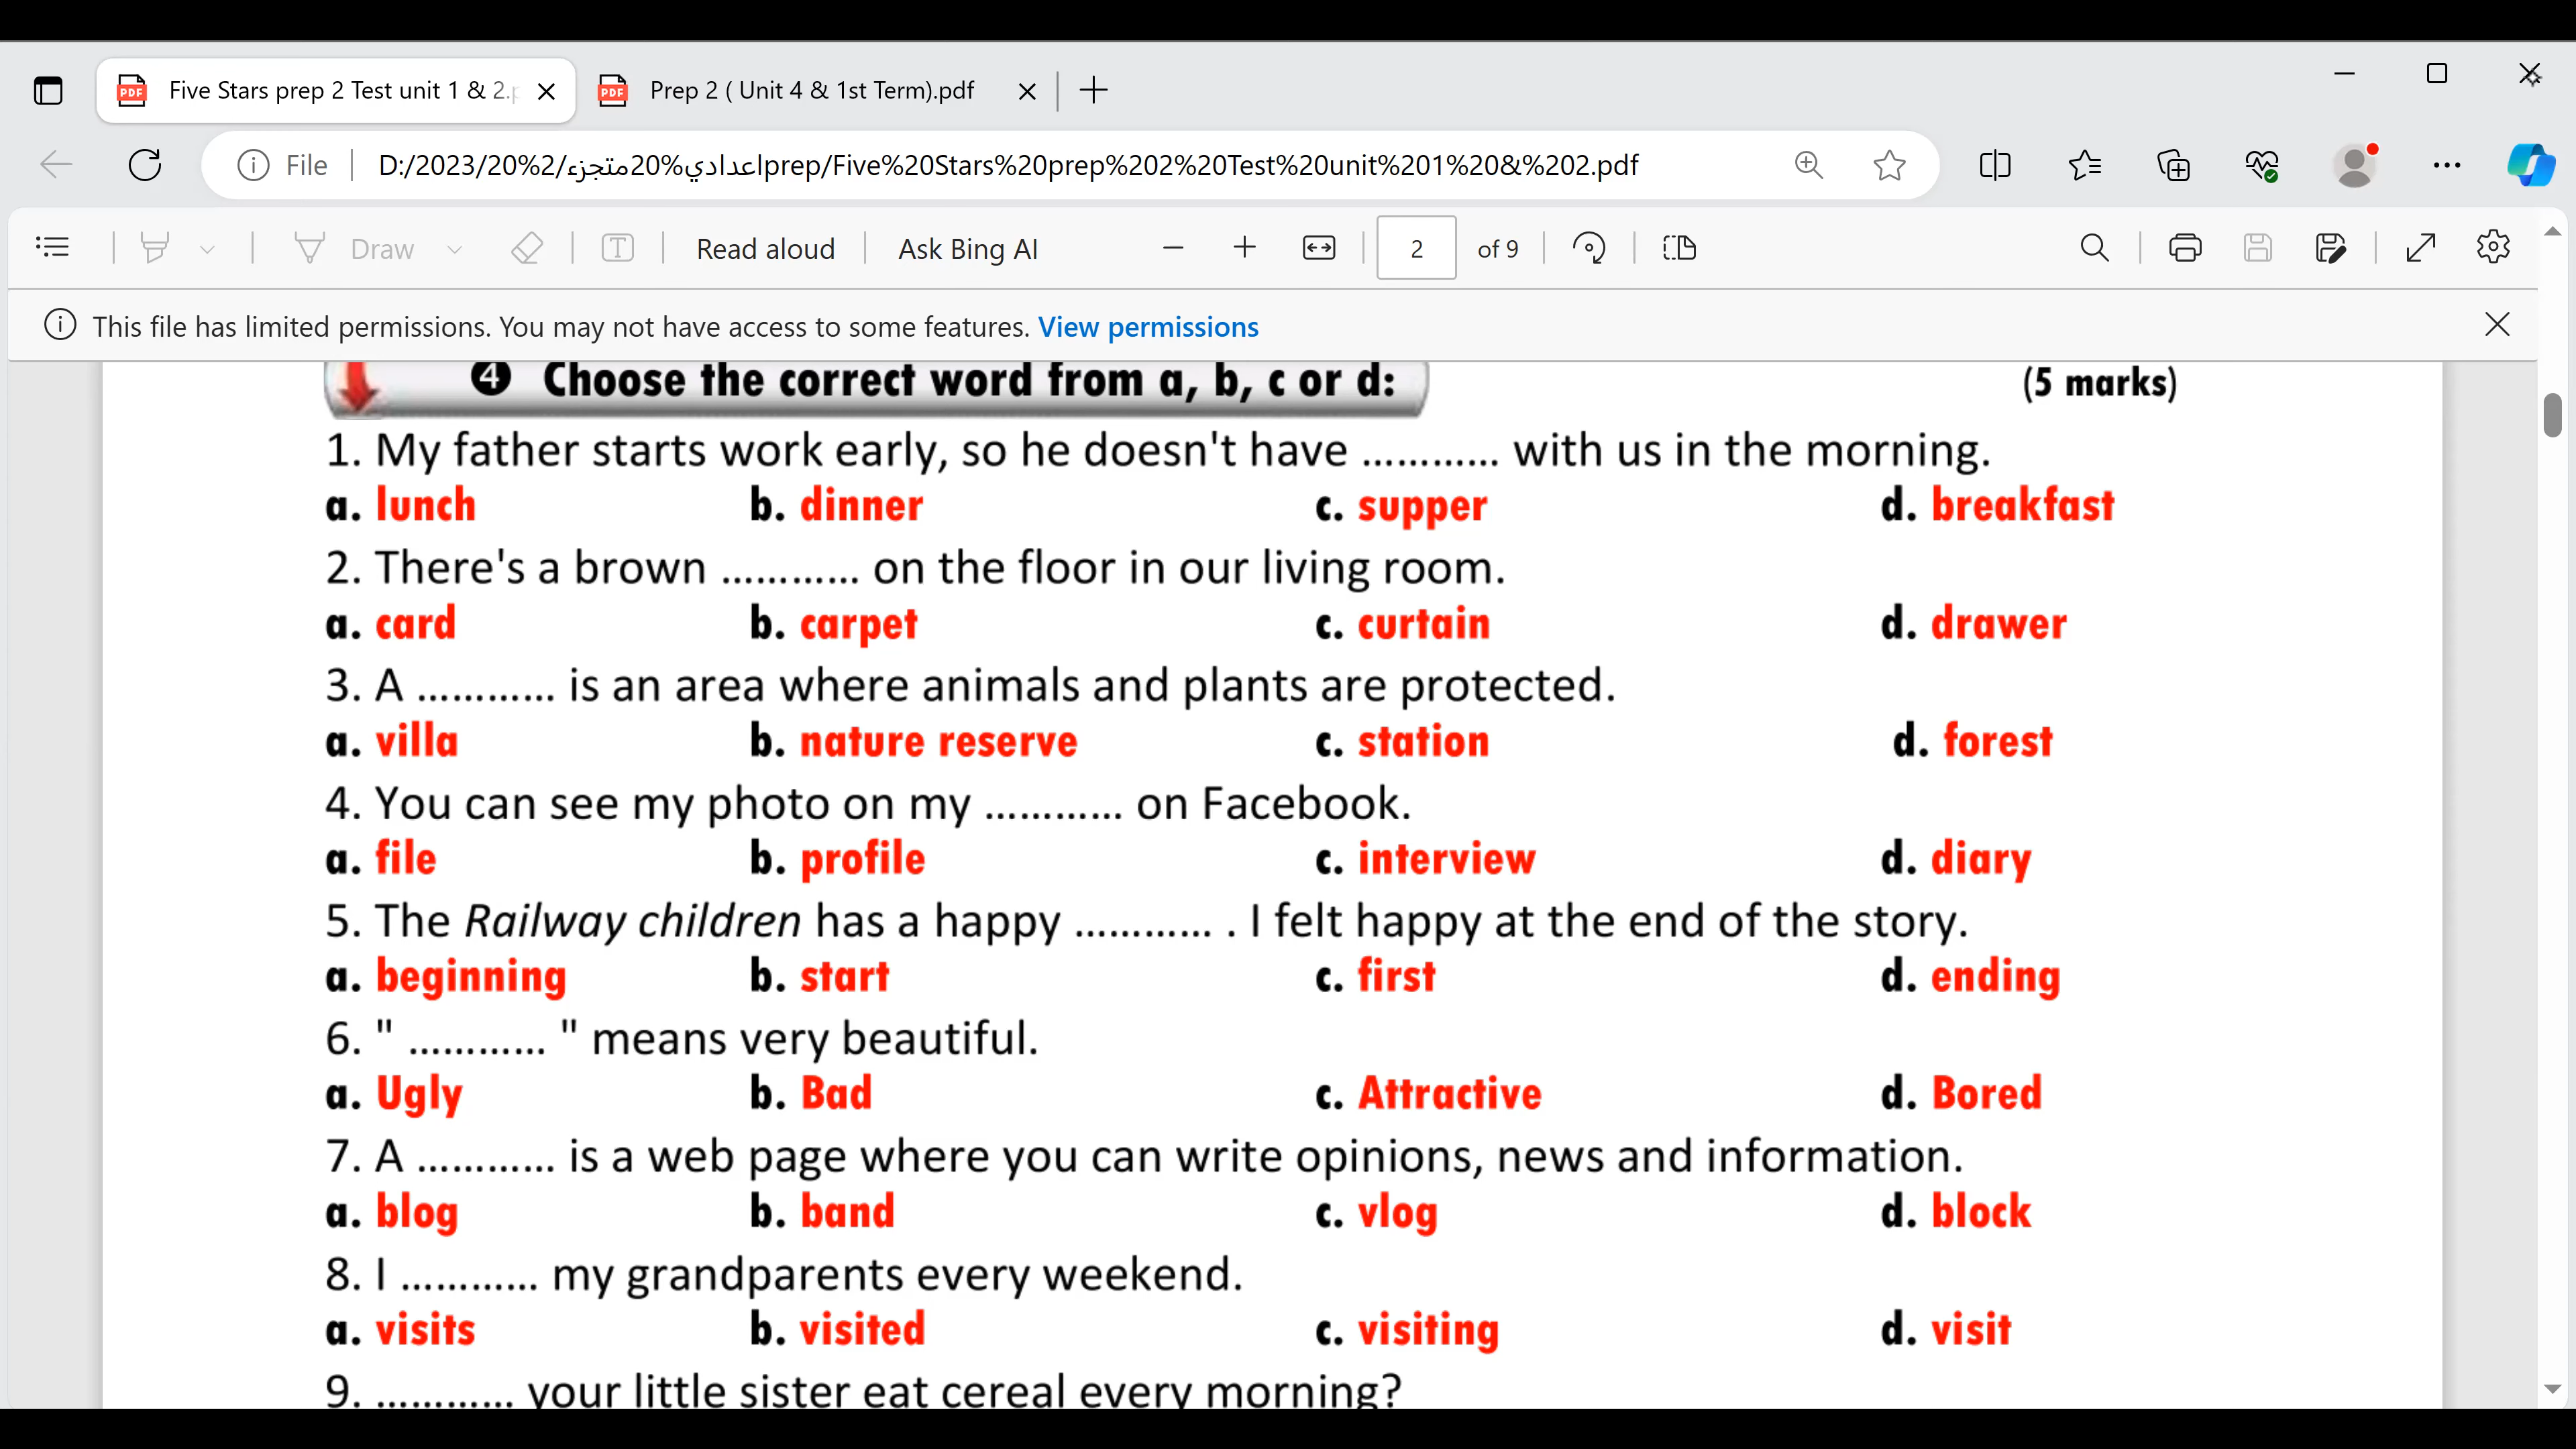 Five Stars prep 2 Test unit 1 & 2.p
Prep 2 ( Unit 4 & 1st Term).pdf
File
D:/2023/20%2/اعدادي%20متجزء/prep/Five%20Stars%20prep%202%20Test%20unit%201%20&%202.pdf
Draw
Read aloud
Ask Bing AI
2 of 9
This file has limited permissions. You may not have access to some features. View permissions
4 Choose the correct word from a, b, c or d: (5 marks)
1. My father starts work early, so he doesn't have ............ with us in the morning.
a. lunch b. dinner c. supper d. breakfast
2. There's a brown ............ on the floor in our living room.
a. card b. carpet c. curtain d. drawer
3. A ............ is an area where animals and plants are protected.
a. villa b. nature reserve c. station d. forest
4. You can see my photo on my ............ on Facebook.
a. file b. profile c. interview d. diary
5. The Railway children has a happy ............ . I felt happy at the end of the story.
a. beginning b. start c. first d. ending
6. " ............ " means very beautiful.
a. Ugly b. Bad c. Attractive d. Bored
7. A ............ is a web page where you can write opinions, news and information.
a. blog b. band c. vlog d. block
8. I ............ my grandparents every weekend.
a. visits b. visited c. visiting d. visit
9. ............ your little sister eat cereal every morning?